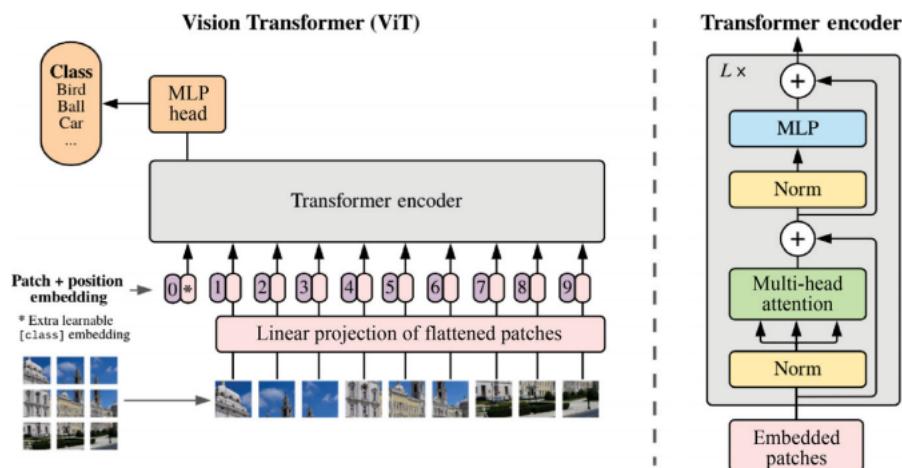 Vision Transformer (ViT)
Class
Bird
Ball
Car
...
MLP
head
Transformer encoder
Patch + position
embedding
0 * 1 2 3 4 5 6 7 8 9
* Extra learnable
[class] embedding
Linear projection of flattened patches
Transformer encoder
L ×
+
MLP
Norm
+
Multi-head
attention
Norm
Embedded
patches